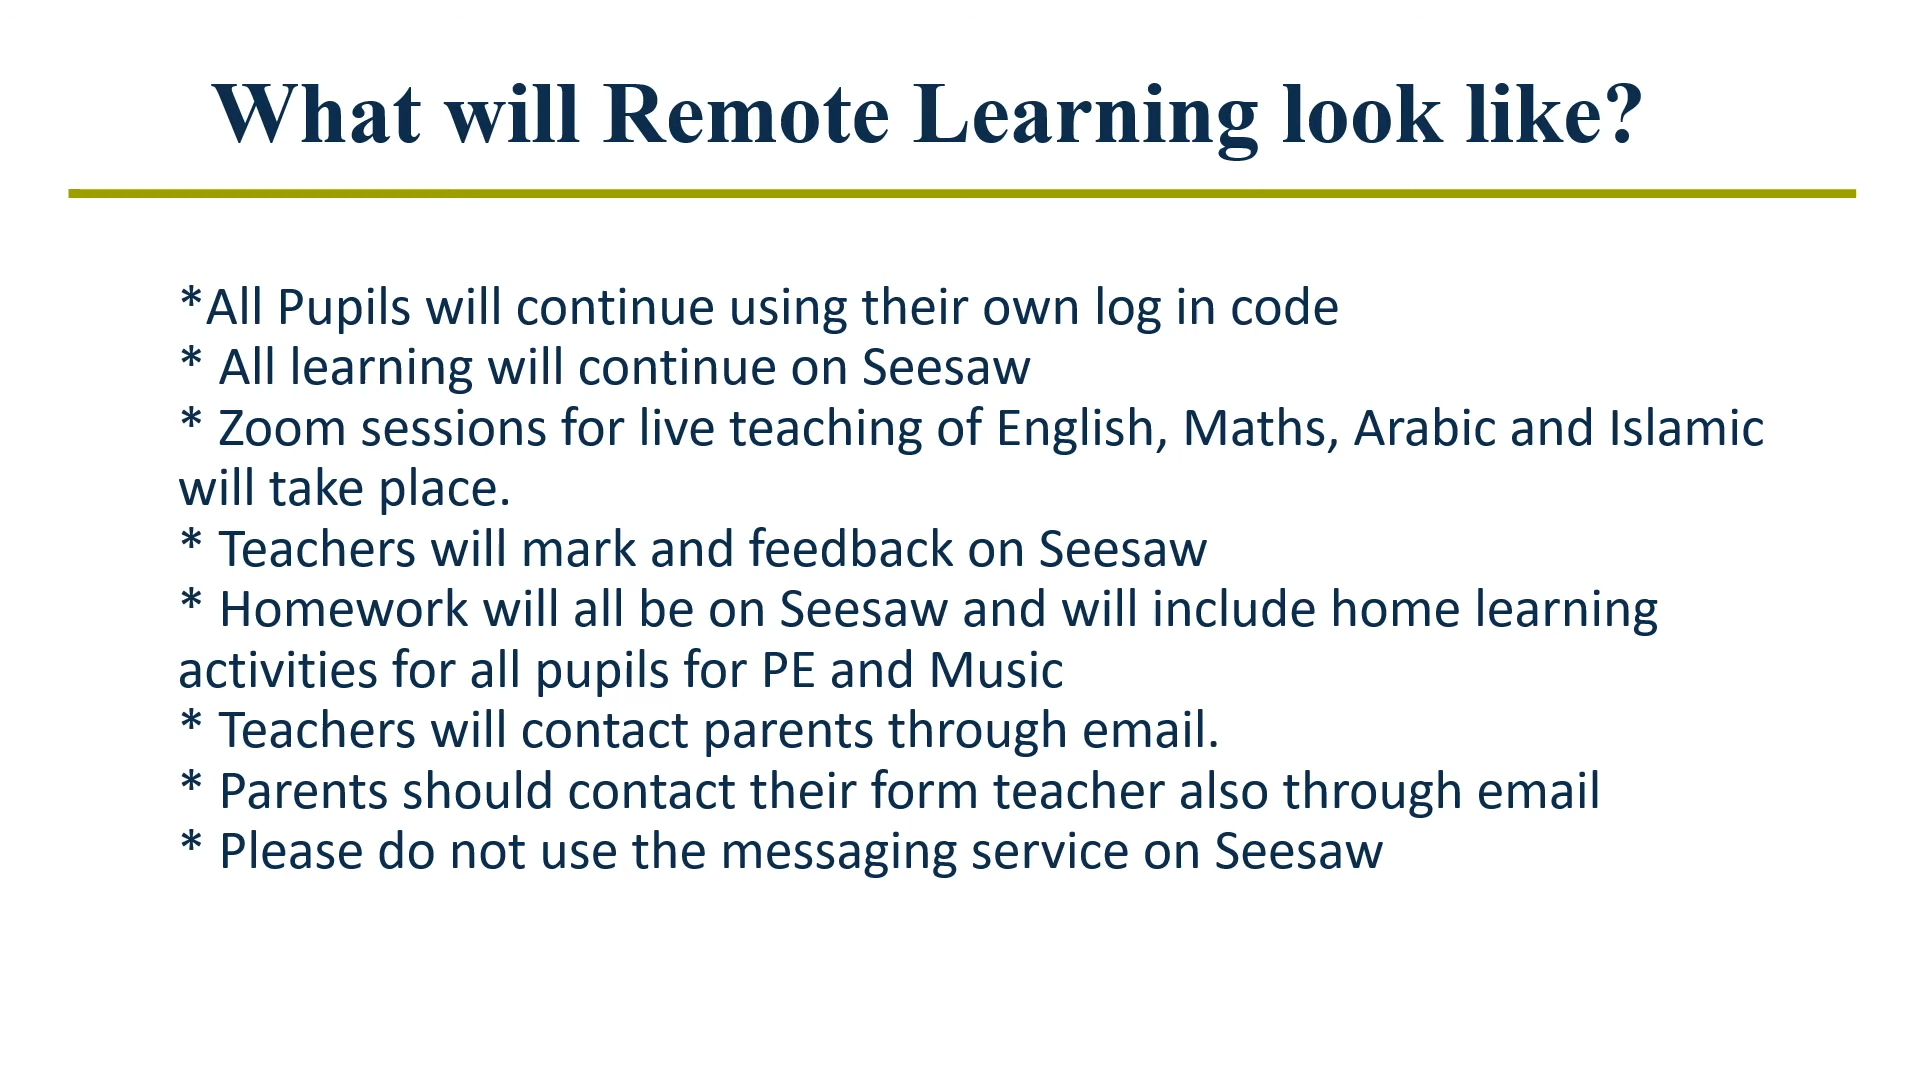 What will Remote Learning look like?
*All Pupils will continue using their own log in code
* All learning will continue on Seesaw
* Zoom sessions for live teaching of English, Maths, Arabic and Islamic
will take place.
* Teachers will mark and feedback on Seesaw
* Homework will all be on Seesaw and will include home learning
activities for all pupils for PE and Music
* Teachers will contact parents through email.
* Parents should contact their form teacher also through email
* Please do not use the messaging service on Seesaw